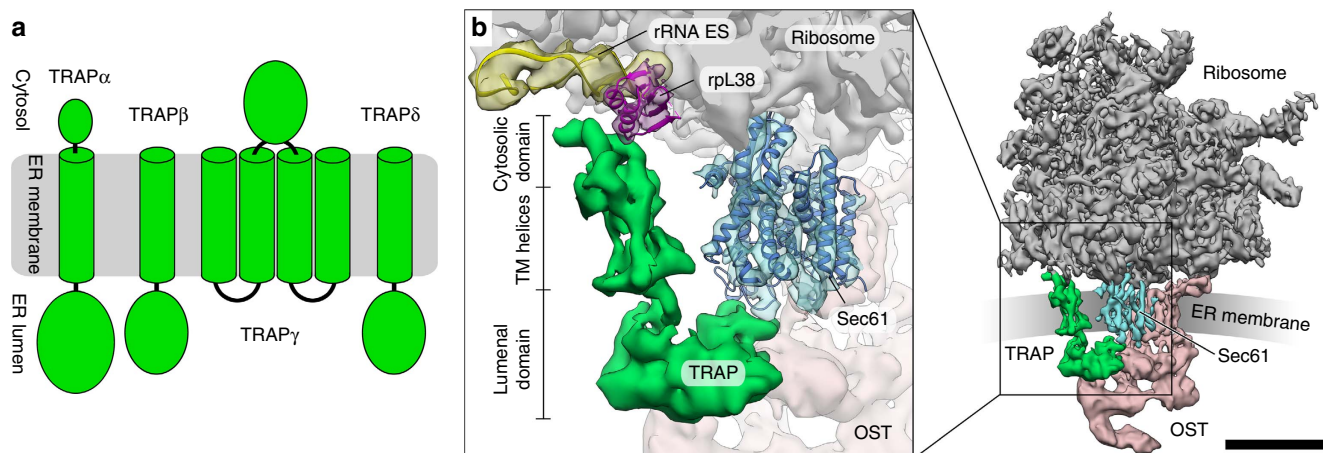 a
Cytosol
ER membrane
ER lumen
TRAPα
TRAPβ
TRAPγ
TRAPδ
b
rRNA ES
Ribosome
rpL38
Cytosolic
domain
TM helices
Lumenal
domain
Sec61
TRAP
OST
Ribosome
ER membrane
TRAP
Sec61
OST